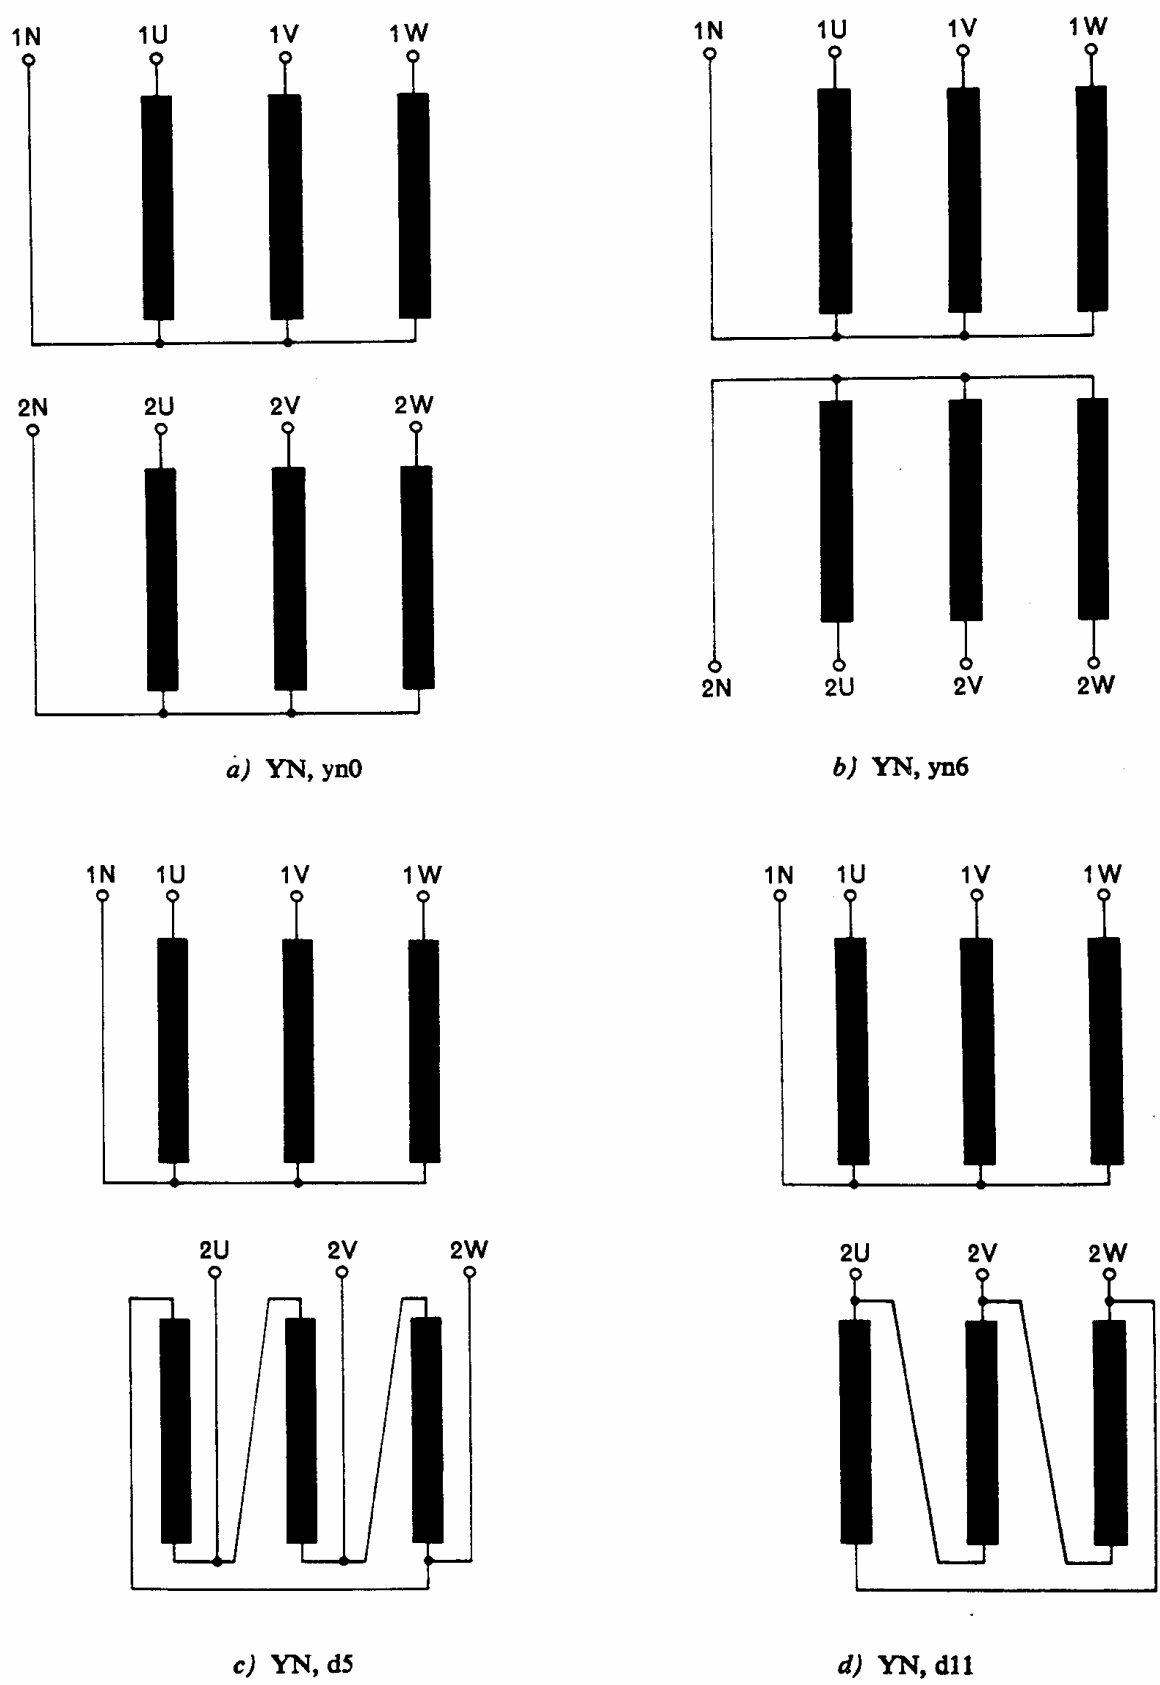 1N 1U 1V 1W
2N 2U 2V 2W
a) YN, yn0
1N 1U 1V 1W
2N 2U 2V 2W
b) YN, yn6
1N 1U 1V 1W
2U 2V 2W
c) YN, d5
1N 1U 1V 1W
2U 2V 2W
d) YN, d11